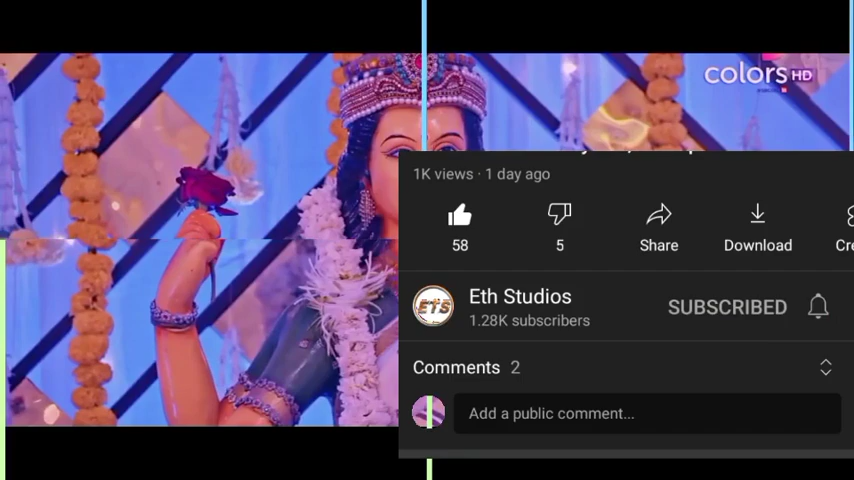 colors HD
1K views · 1 day ago
58
5
Share
Download
Cre
ETS
Eth Studios
1.28K subscribers
SUBSCRIBED
Comments 2
Add a public comment...